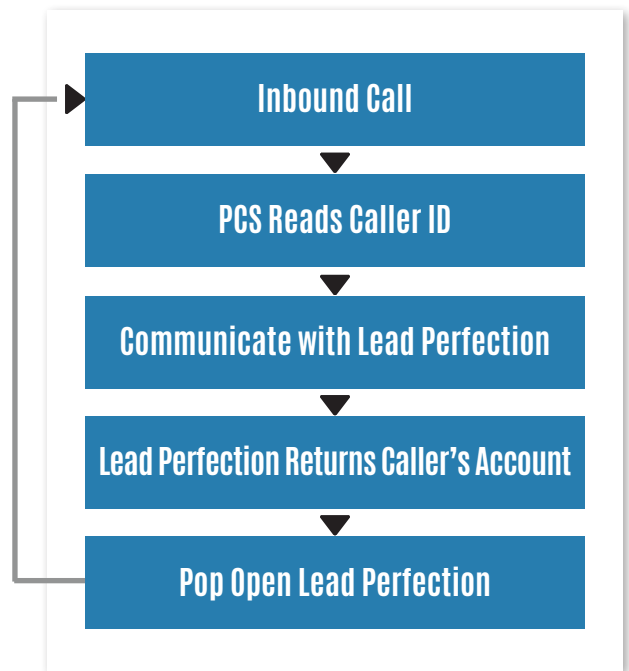 Inbound Call
PCS Reads Caller ID
Communicate with Lead Perfection
Lead Perfection Returns Caller’s Account
Pop Open Lead Perfection